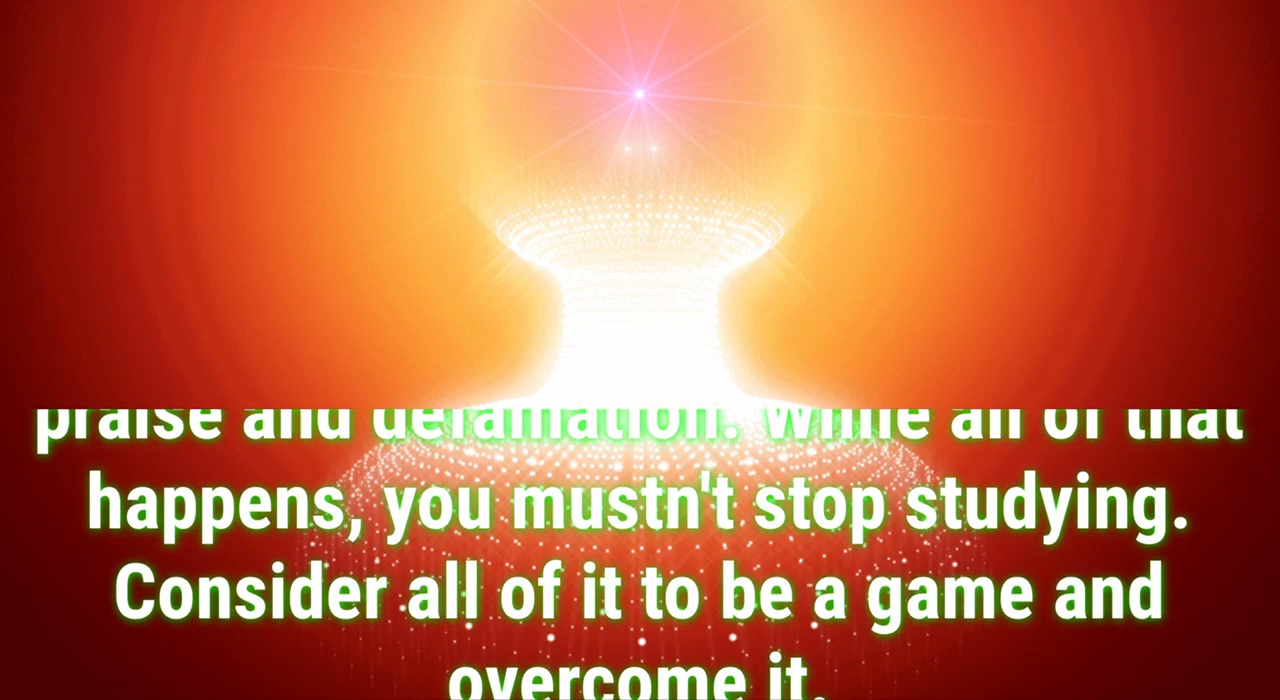 praise and defamation. While all of that
happens, you mustn't stop studying.
Consider all of it to be a game and
overcome it.